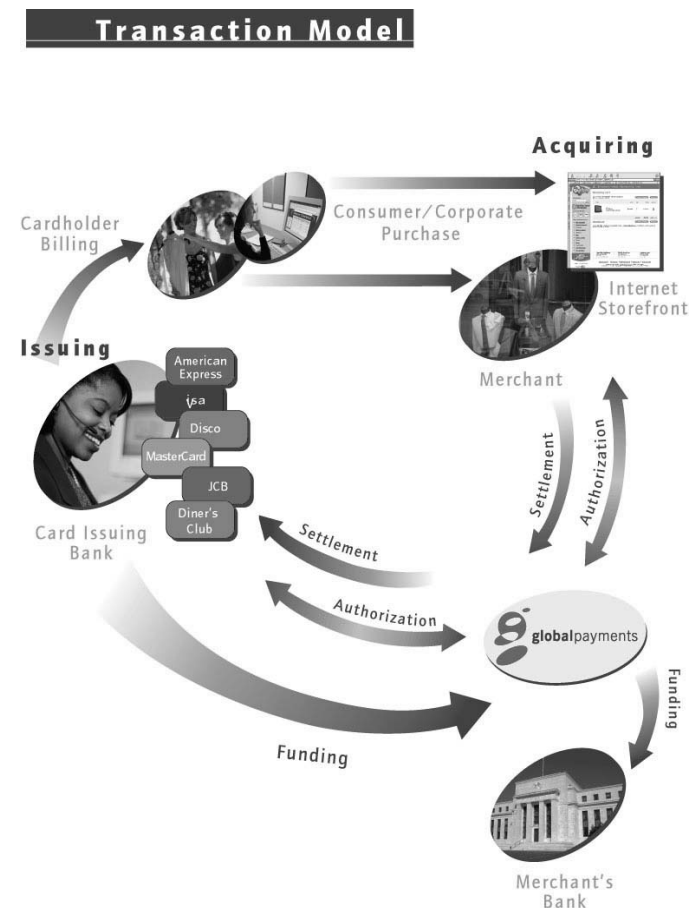 Transaction Model
Acquiring
Cardholder
Billing
Consumer/Corporate
Purchase
Internet
Storefront
Issuing
American
Express
isa
Disco
MasterCard
JCB
Diner's
Club
Merchant
Settlement
Authorization
Card Issuing
Bank
Settlement
Authorization
globalpayments
Funding
Funding
Merchant's
Bank